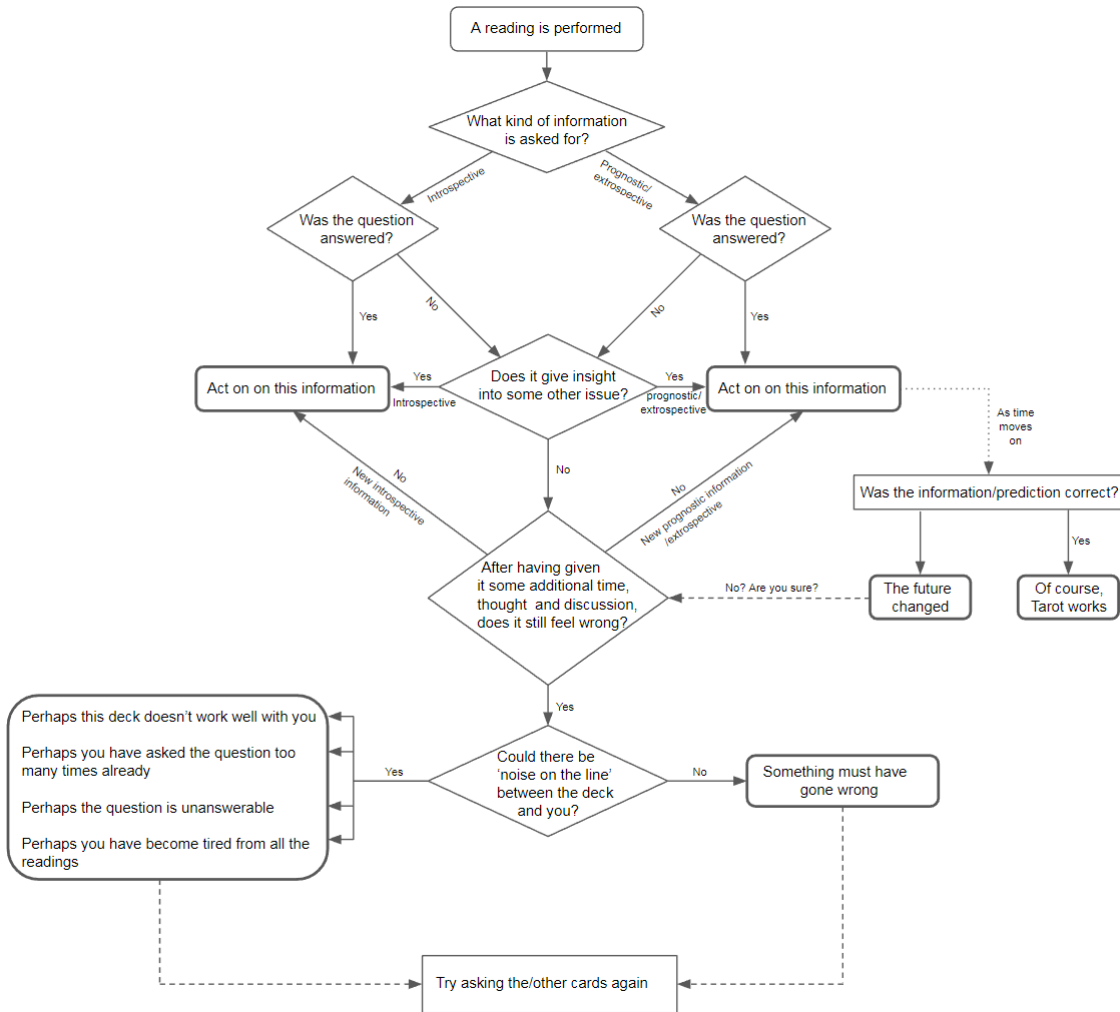 A reading is performed
What kind of information
is asked for?
Introspective
Prognostic/
extrospective
Was the question
answered?
Was the question
answered?
Yes
No
No
Yes
Act on on this information
Yes
Introspective
Does it give insight
into some other issue?
Yes
prognostic/
extrospective
Act on on this information
As time
moves
on
No
New introspective
information
No
No
New prognostic information
/extrospective
Was the information/prediction correct?
Yes
After having given
it some additional time,
thought and discussion,
does it still feel wrong?
No? Are you sure?
The future
changed
Of course,
Tarot works
Yes
Perhaps this deck doesn't work well with you
Perhaps you have asked the question too
many times already
Perhaps the question is unanswerable
Perhaps you have become tired from all the
readings
Yes
Could there be
'noise on the line'
between the deck
and you?
No
Something must have
gone wrong
Try asking the/other cards again